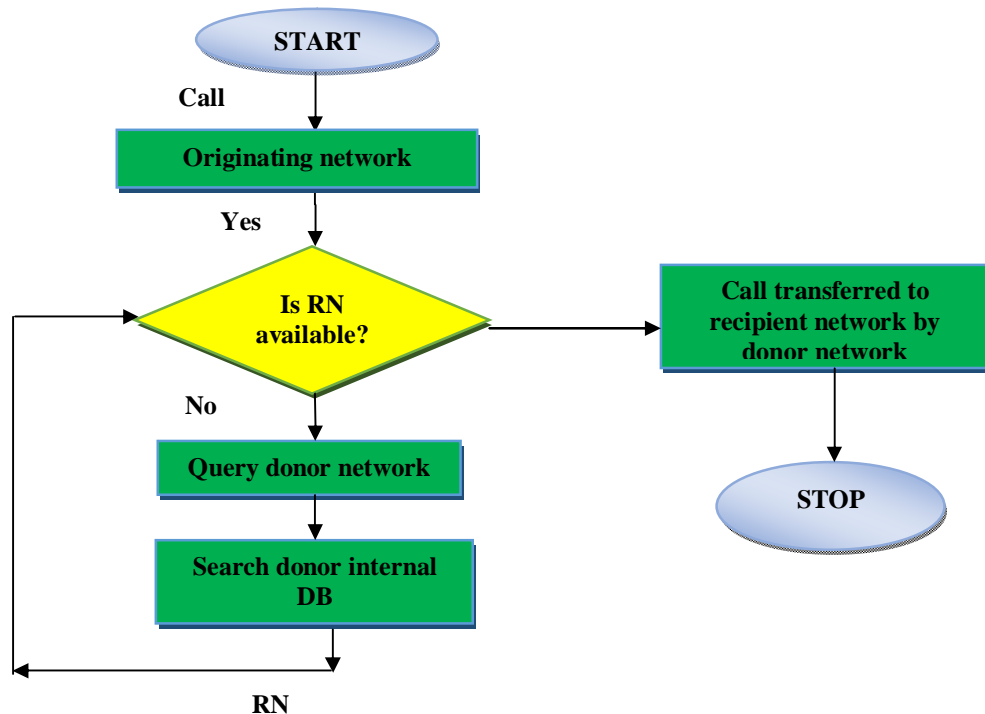 START
Call
Originating network
Yes
Is RN
available?
Call transferred to
recipient network by
donor network
No
Query donor network
STOP
Search donor internal
DB
RN